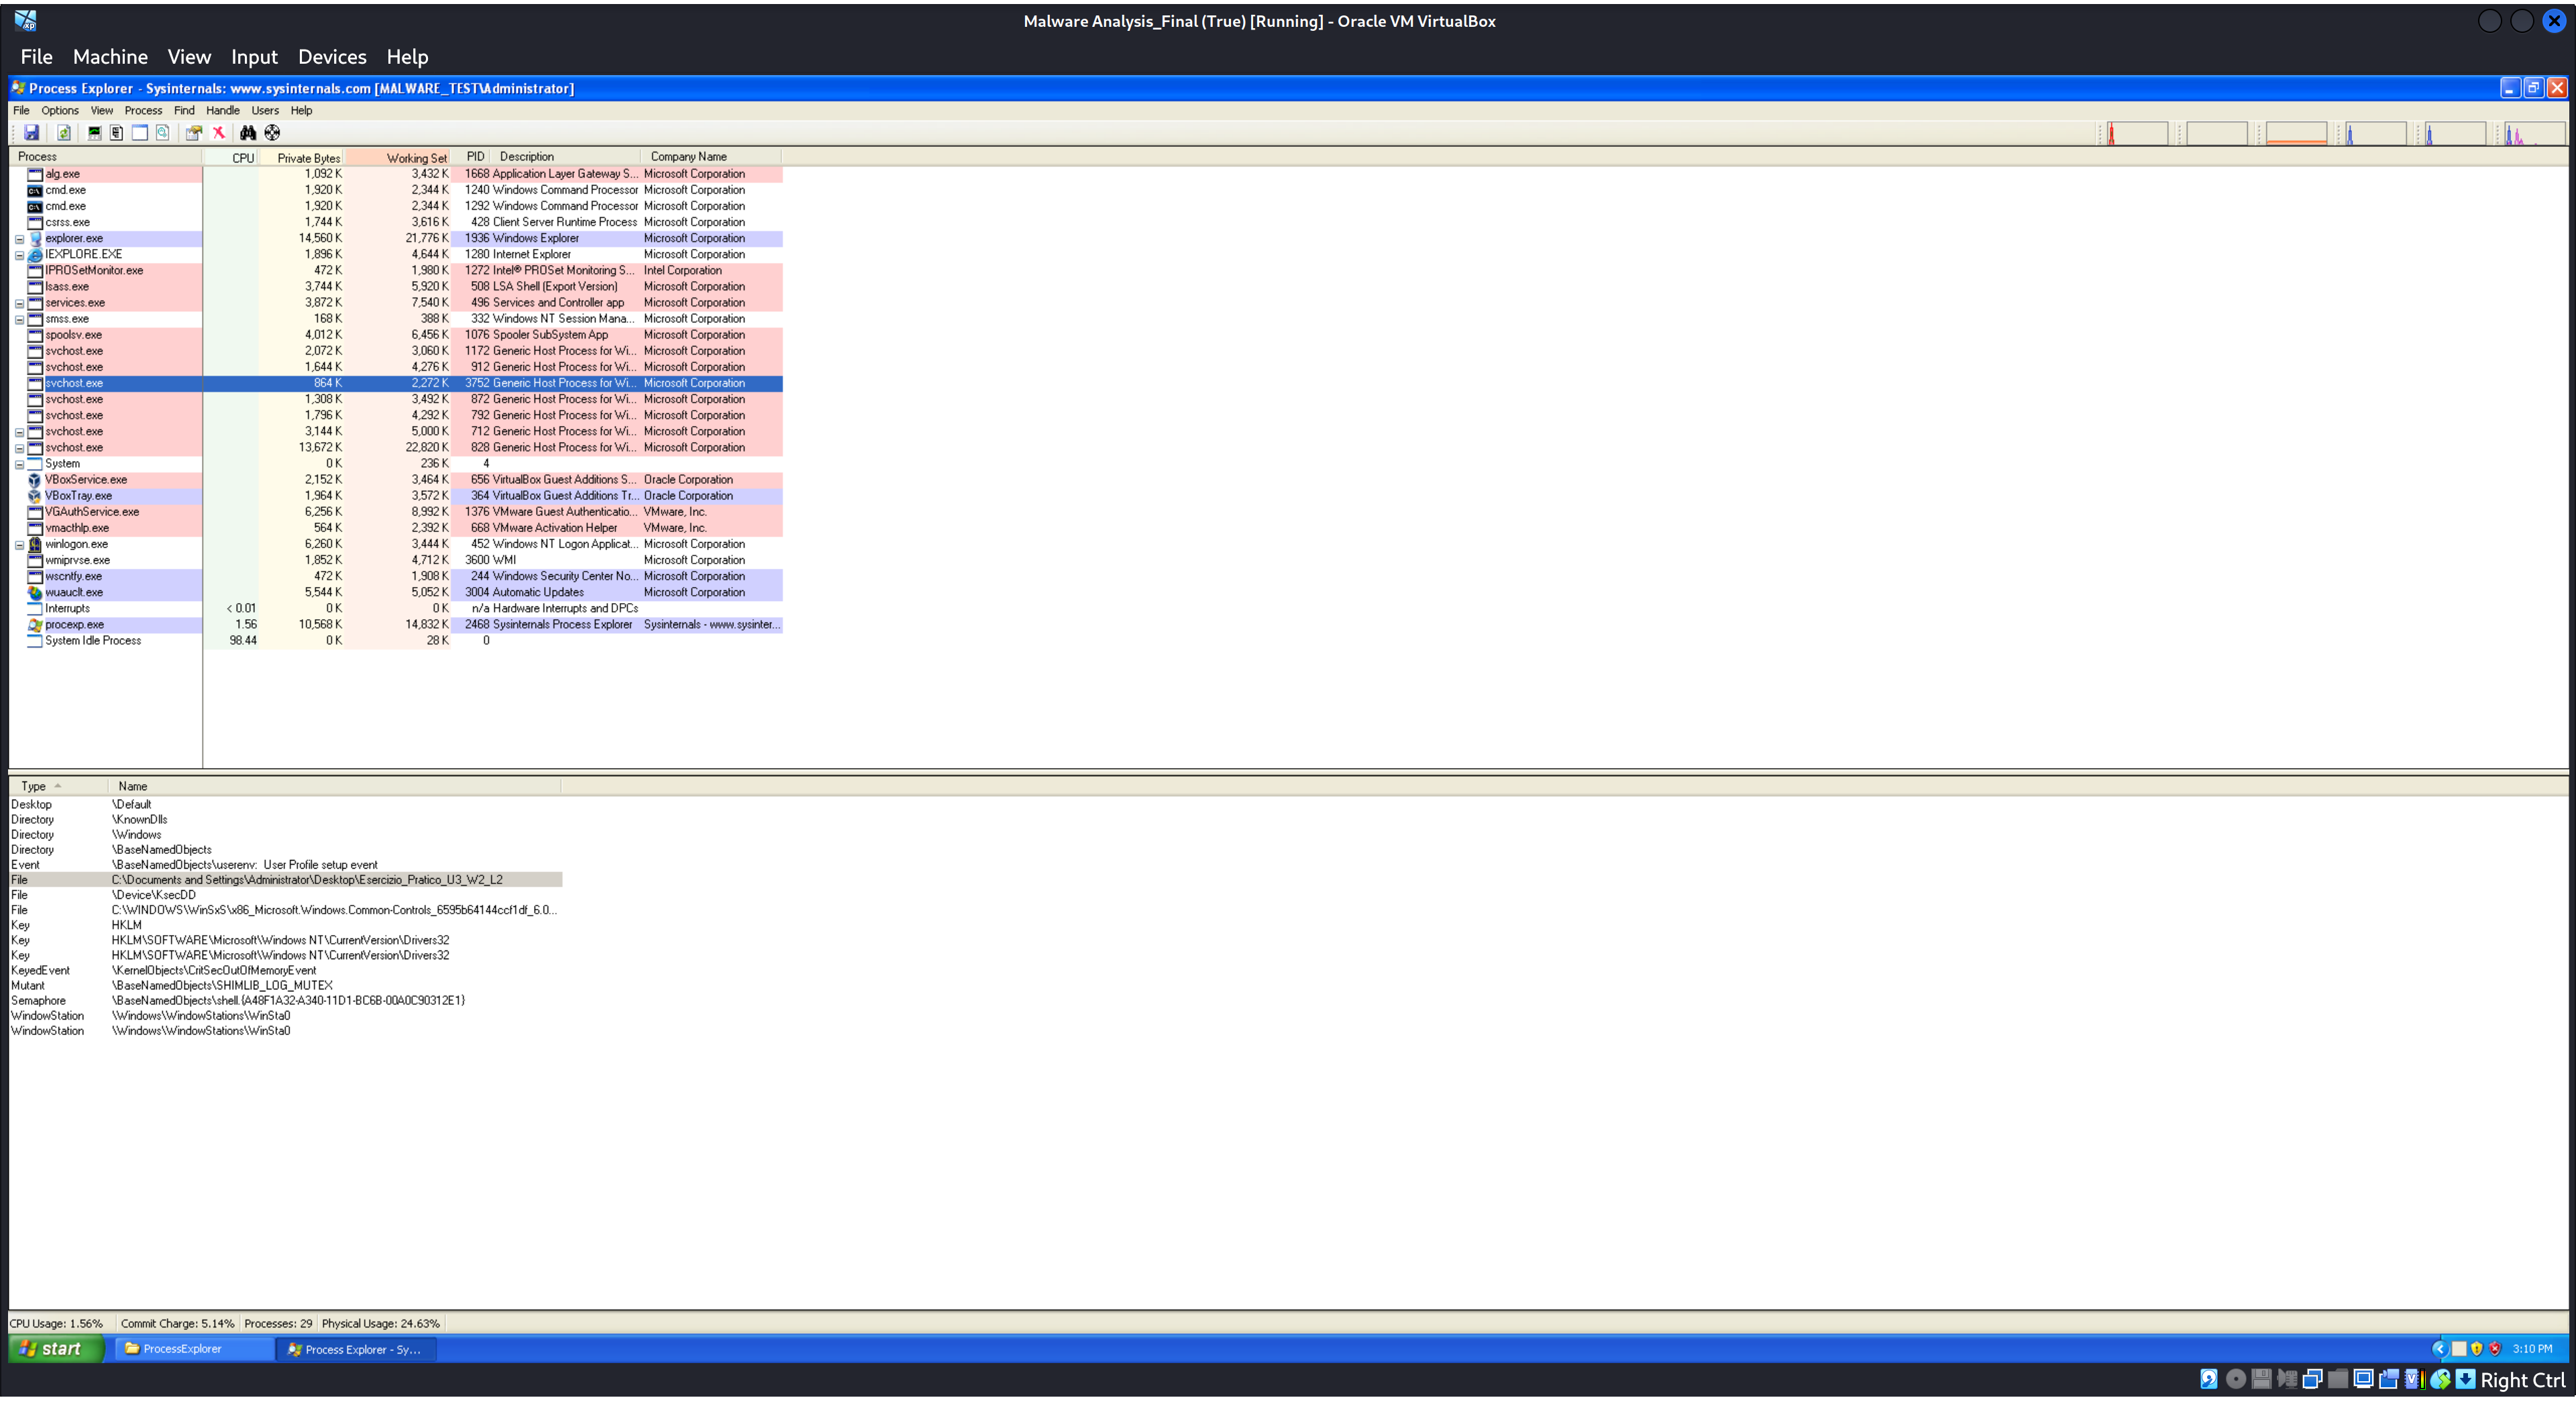 Malware Analysis_Final (True) [Running] - Oracle VM VirtualBox
File Machine View Input Devices Help
Process Explorer - Sysinternals: www.sysinternals.com [MALWARE_TEST\Administrator]
File Options View Process Find Handle Users Help
Process CPU Private Bytes Working Set PID Description Company Name
alg.exe 1,092 K 3,432 K 1668 Application Layer Gateway S... Microsoft Corporation
cmd.exe 1,920 K 2,344 K 1240 Windows Command Processor Microsoft Corporation
cmd.exe 1,920 K 2,344 K 1292 Windows Command Processor Microsoft Corporation
csrss.exe 1,744 K 3,616 K 428 Client Server Runtime Process Microsoft Corporation
explorer.exe 14,560 K 21,776 K 1936 Windows Explorer Microsoft Corporation
IEXPLORE.EXE 1,896 K 4,644 K 1280 Internet Explorer Microsoft Corporation
IPROSetMonitor.exe 472 K 1,980 K 1272 Intel® PROSet Monitoring S... Intel Corporation
lsass.exe 3,744 K 5,920 K 508 LSA Shell (Export Version) Microsoft Corporation
services.exe 3,872 K 7,540 K 496 Services and Controller app Microsoft Corporation
smss.exe 168 K 388 K 332 Windows NT Session Mana... Microsoft Corporation
spoolsv.exe 4,012 K 6,456 K 1076 Spooler SubSystem App Microsoft Corporation
svchost.exe 2,072 K 3,060 K 1172 Generic Host Process for Wi... Microsoft Corporation
svchost.exe 1,644 K 4,276 K 912 Generic Host Process for Wi... Microsoft Corporation
svchost.exe 864 K 2,272 K 3752 Generic Host Process for Wi... Microsoft Corporation
svchost.exe 1,308 K 3,492 K 872 Generic Host Process for Wi... Microsoft Corporation
svchost.exe 1,796 K 4,292 K 792 Generic Host Process for Wi... Microsoft Corporation
svchost.exe 3,144 K 5,000 K 712 Generic Host Process for Wi... Microsoft Corporation
svchost.exe 13,672 K 22,820 K 828 Generic Host Process for Wi... Microsoft Corporation
System 0 K 236 K 4
VBoxService.exe 2,152 K 3,464 K 656 VirtualBox Guest Additions S... Oracle Corporation
VBoxTray.exe 1,964 K 3,572 K 364 VirtualBox Guest Additions Tr... Oracle Corporation
VGAuthService.exe 6,256 K 8,992 K 1376 VMware Guest Authenticatio... VMware, Inc.
vmacthlp.exe 564 K 2,392 K 668 VMware Activation Helper VMware, Inc.
winlogon.exe 6,260 K 3,444 K 452 Windows NT Logon Applicat... Microsoft Corporation
wmiprvse.exe 1,852 K 4,712 K 3600 WMI Microsoft Corporation
wscntfy.exe 472 K 1,908 K 244 Windows Security Center No... Microsoft Corporation
wuauclt.exe 5,544 K 5,052 K 3004 Automatic Updates Microsoft Corporation
Interrupts < 0.01 0 K 0 K n/a Hardware Interrupts and DPCs
procexp.exe 1.56 10,568 K 14,832 K 2468 Sysinternals Process Explorer Sysinternals - www.sysinter...
System Idle Process 98.44 0 K 28 K 0
Type Name
Desktop \Default
Directory \KnownDlls
Directory \Windows
Directory \BaseNamedObjects
Event \BaseNamedObjects\userenv: User Profile setup event
File C:\Documents and Settings\Administrator\Desktop\Esercizio_Pratico_U3_W2_L2
File \Device\KsecDD
File C:\WINDOWS\WinSxS\x86_Microsoft.Windows.Common-Controls_6595b64144ccf1df_6.0...
Key HKLM
Key HKLM\SOFTWARE\Microsoft\Windows NT\CurrentVersion\Drivers32
Key HKLM\SOFTWARE\Microsoft\Windows NT\CurrentVersion\Drivers32
KeyedEvent \KernelObjects\CritSecOutOfMemoryEvent
Mutant \BaseNamedObjects\SHIMLIB_LOG_MUTEX
Semaphore \BaseNamedObjects\shell.{A48F1A32-A340-11D1-BC6B-00A0C90312E1}
WindowStation \Windows\WindowStations\WinSta0
WindowStation \Windows\WindowStations\WinSta0
CPU Usage: 1.56% Commit Charge: 5.14% Processes: 29 Physical Usage: 24.63%
start ProcessExplorer Process Explorer - Sy... 3:10 PM
Right Ctrl